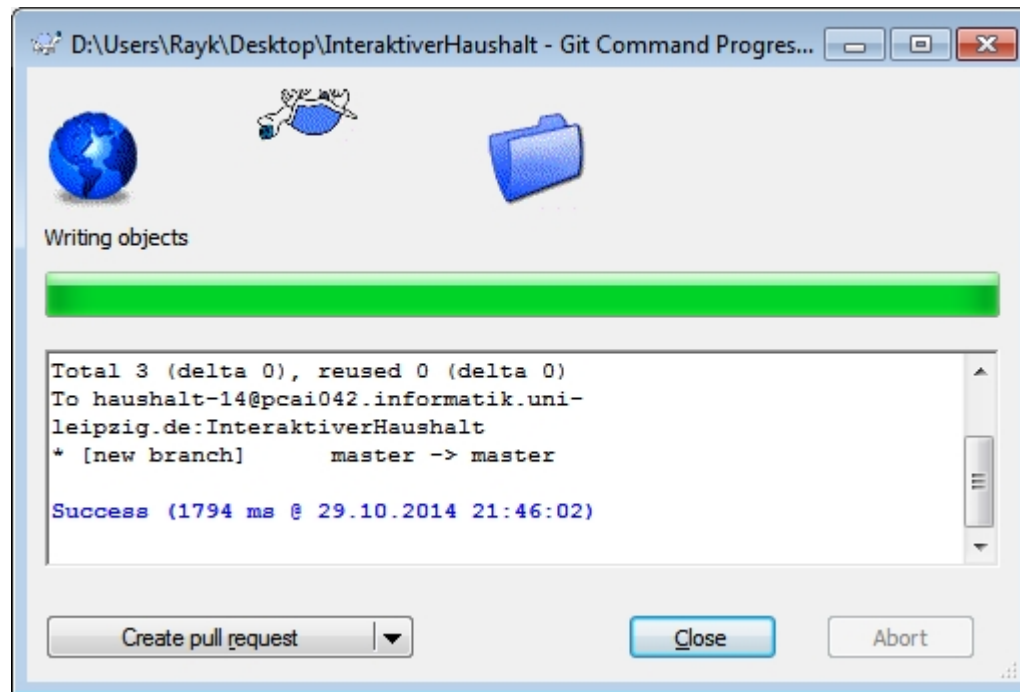 D:\Users\Rayk\Desktop\InteraktiverHaushalt - Git Command Progres...
Writing objects
Total 3 (delta 0), reused 0 (delta 0)
To haushalt-14@pcai042.informatik.uni-
leipzig.de:InteraktiverHaushalt
* [new branch]      master -> master
Success (1794 ms @ 29.10.2014 21:46:02)
Create pull request
Close
Abort